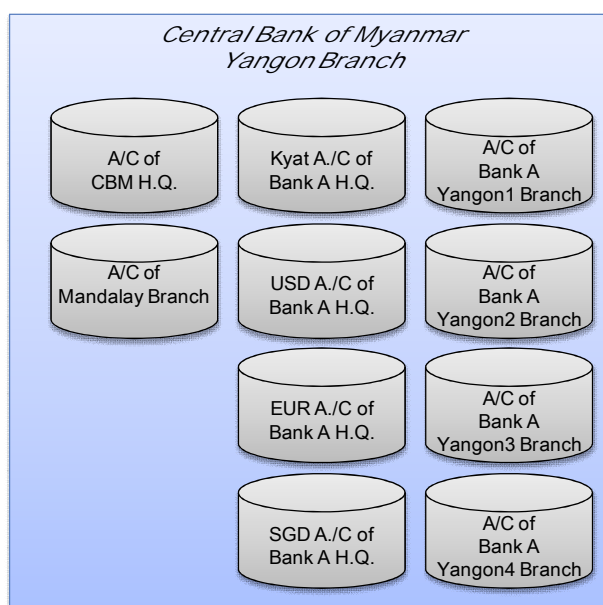 Central Bank of Myanmar
Yangon Branch
A/C of
CBM H.Q.
Kyat A./C of
Bank A H.Q.
A/C of
Bank A
Yangon1 Branch
A/C of
Mandalay Branch
USD A./C of
Bank A H.Q.
A/C of
Bank A
Yangon2 Branch
EUR A./C of
Bank A H.Q.
A/C of
Bank A
Yangon3 Branch
SGD A./C of
Bank A H.Q.
A/C of
Bank A
Yangon4 Branch